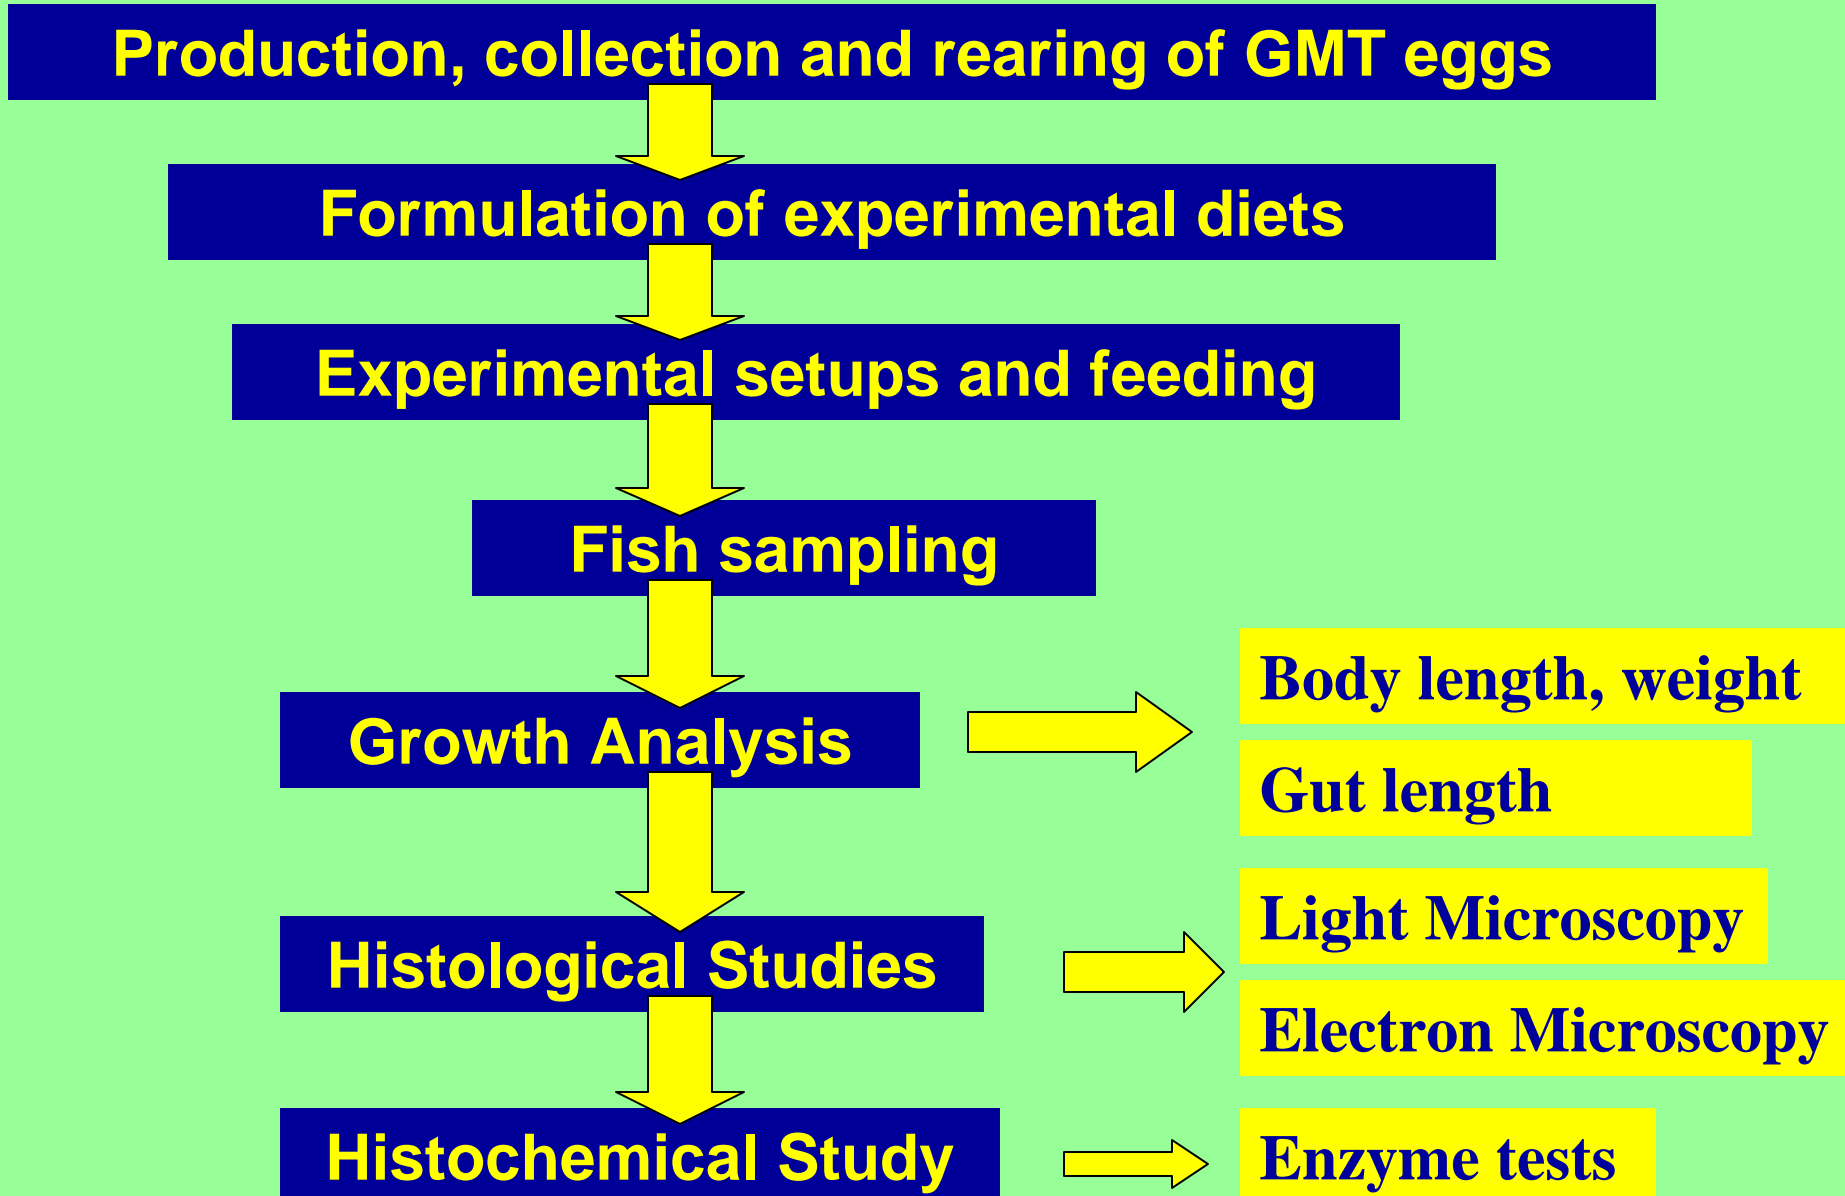 Production, collection and rearing of GMT eggs
Formulation of experimental diets
Experimental setups and feeding
Fish sampling
Growth Analysis
Body length, weight
Gut length
Histological Studies
Light Microscopy
Electron Microscopy
Histochemical Study
Enzyme tests